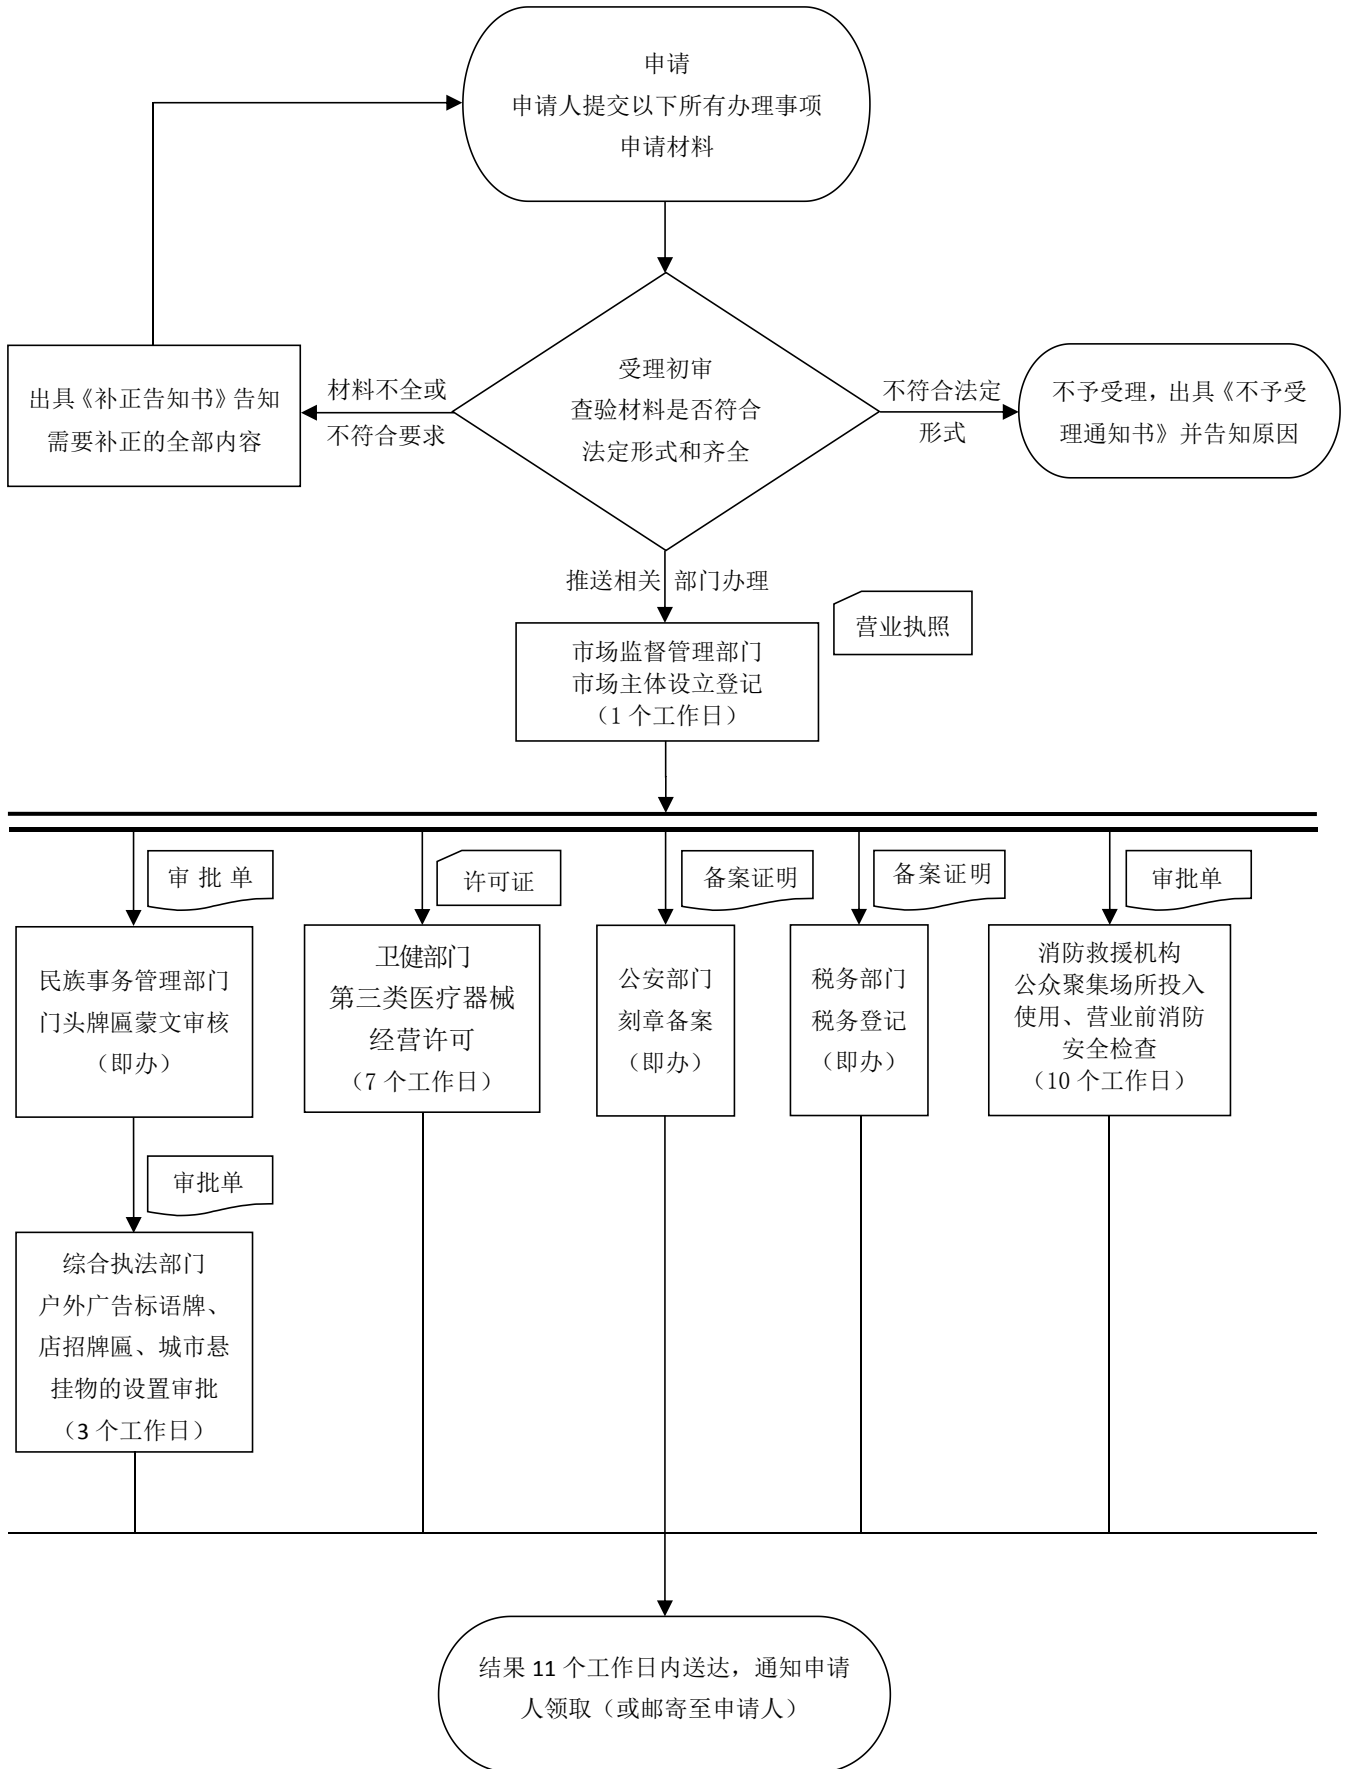 申请
申请人提交以下所有办理事项
申请材料
出具《补正告知书》告知
需要补正的全部内容
材料不全或
不符合要求
受理初审
查验材料是否符合
法定形式和齐全
不符合法定
形式
不予受理，出具《不予受
理通知书》并告知原因
推送相关 部门办理
营业执照
市场监督管理部门
市场主体设立登记
（1 个工作日）
审 批 单
许可证
备案证明
备案证明
审批单
民族事务管理部门
门头牌匾蒙文审核
（即办）
卫健部门
第三类医疗器械
经营许可
（7 个工作日）
公安部门
刻章备案
（即办）
税务部门
税务登记
（即办）
消防救援机构
公众聚集场所投入
使用、营业前消防
安全检查
（10 个工作日）
审批单
综合执法部门
户外广告标语牌、
店招牌匾、城市悬
挂物的设置审批
（3 个工作日）
结果 11 个工作日内送达，通知申请
人领取（或邮寄至申请人）